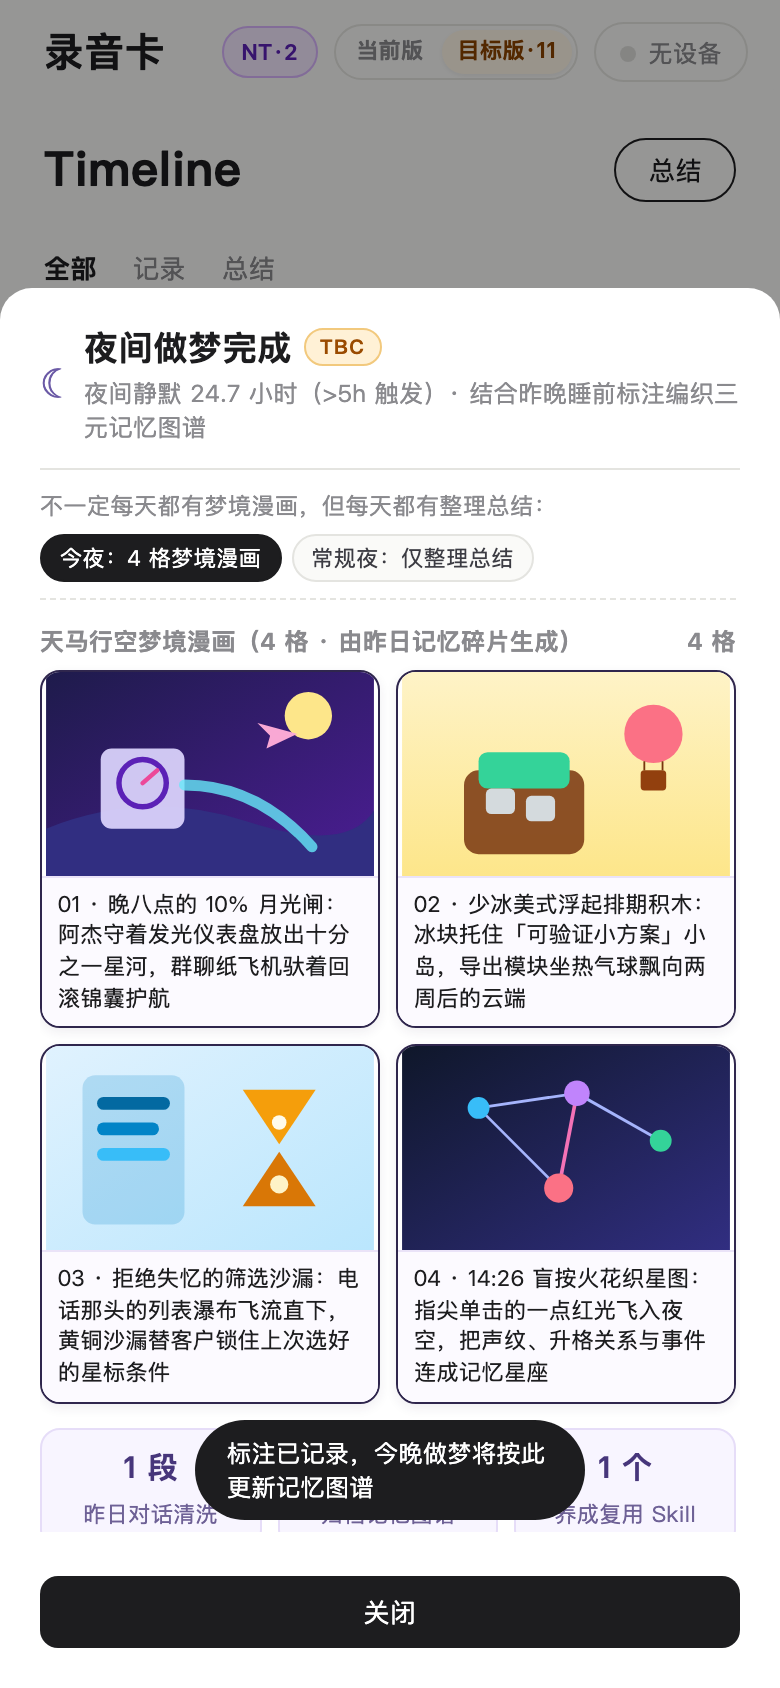 录音卡
NT·2
当前版
目标版·11
无设备
Timeline
总结
全部
记录
总结
夜间做梦完成
TBC
夜间静默 24.7 小时（>5h 触发）· 结合昨晚睡前标注编织三
元记忆图谱
不一定每天都有梦境漫画，但每天都有整理总结：
今夜：4 格梦境漫画
常规夜：仅整理总结
天马行空梦境漫画（4 格 · 由昨日记忆碎片生成）
4 格
01 · 晚八点的 10% 月光闸：
阿杰守着发光仪表盘放出十分
之一星河，群聊纸飞机驮着回
滚锦囊护航
02 · 少冰美式浮起排期积木：
冰块托住「可验证小方案」小
岛，导出模块坐热气球飘向两
周后的云端
03 · 拒绝失忆的筛选沙漏：电
话那头的列表瀑布飞流直下，
黄铜沙漏替客户锁住上次选好
的星标条件
04 · 14:26 盲按火花织星图：
指尖单击的一点红光飞入夜
空，把声纹、升格关系与事件
连成记忆星座
1 段
昨日对话清洗
1 个
养成复用 Skill
标注已记录，今晚做梦将按此
更新记忆图谱
关闭